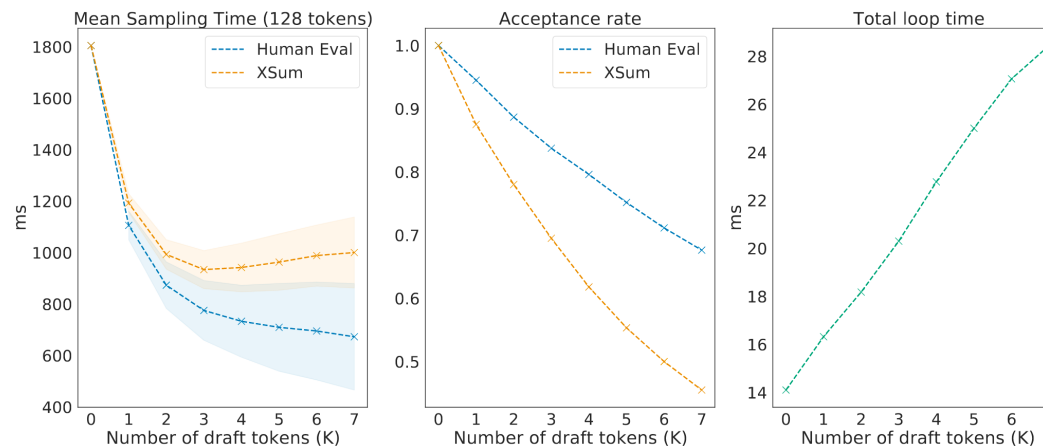 Mean Sampling Time (128 tokens)
1800
1600
1400
1200
1000
800
600
400
ms
Human Eval
XSum
0 1 2 3 4 5 6 7
Number of draft tokens (K)
Acceptance rate
1.0
0.9
0.8
0.7
0.6
0.5
Human Eval
XSum
0 1 2 3 4 5 6 7
Number of draft tokens (K)
Total loop time
28
26
24
22
20
18
16
14
ms
0 1 2 3 4 5 6
Number of draft tokens (K)